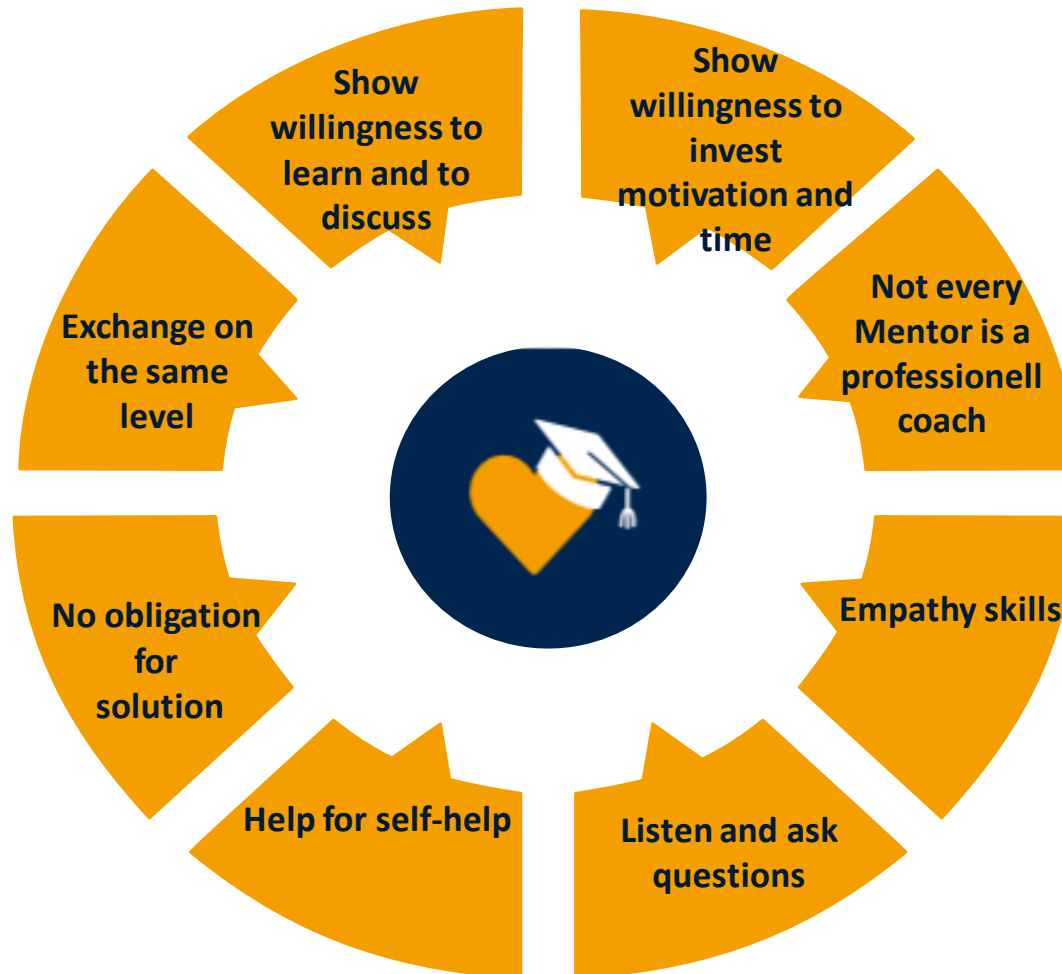 Show
willingness to
learn and to
discuss
Show
willingness to
invest
motivation and
time
Not every
Mentor is a
professionell
coach
Empathy skills
Listen and ask
questions
Help for self-help
No obligation
for
solution
Exchange on
the same
level